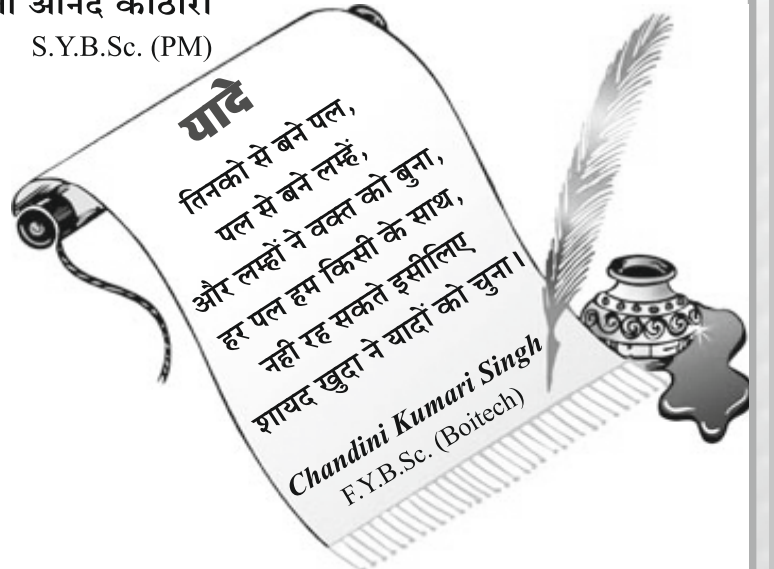 आनंद कोठारी
S.Y.B.Sc. (PM)
यादे
तिनको से बने पल,
पल से बने लम्हें,
और लम्हों ने वक्त को बुना,
हर पल हम किसी के साथ,
नही रह सकते इसीलिए
शायद खुदा ने यादों को चुना।
Chandini Kumari Singh
F.Y.B.Sc. (Boitech)